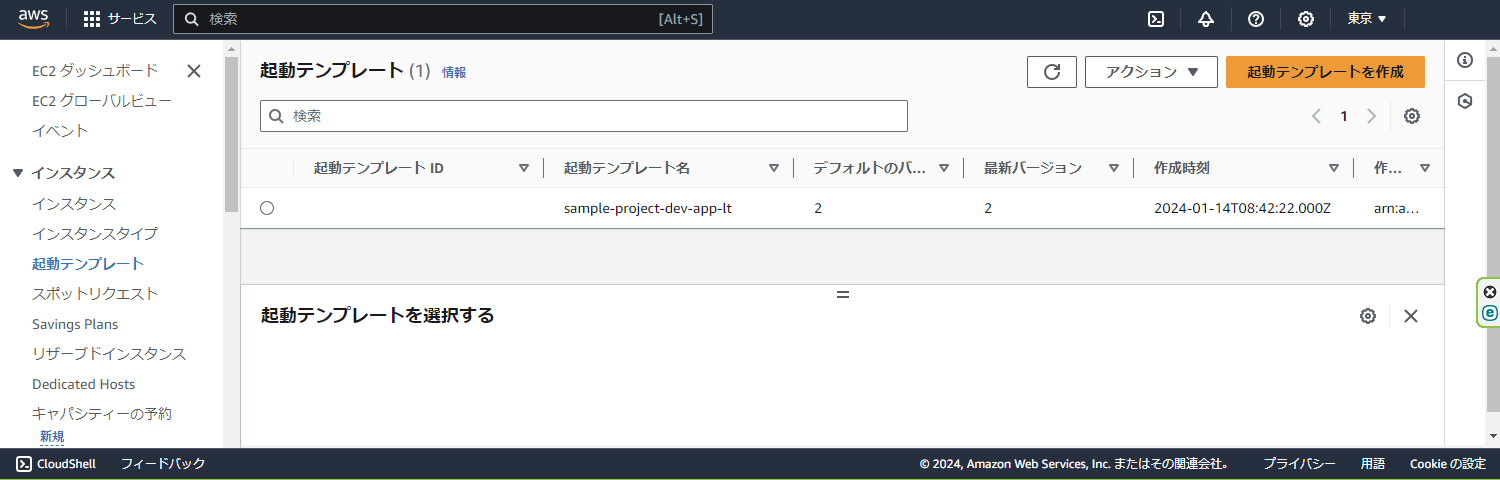 aws サービス 検索 [Alt+S] 東京
EC2 ダッシュボード
EC2 グローバルビュー
イベント
インスタンス
インスタンス
インスタンスタイプ
起動テンプレート
スポットリクエスト
Savings Plans
リザーブドインスタンス
Dedicated Hosts
キャパシティーの予約
新規
起動テンプレート (1) 情報
アクション 起動テンプレートを作成
検索
1
起動テンプレート ID 起動テンプレート名 デフォルトのバ... 最新バージョン 作成時刻 作...
sample-project-dev-app-lt 2 2 2024-01-14T08:42:22.000Z arn:a...
起動テンプレートを選択する
CloudShell フィードバック © 2024, Amazon Web Services, Inc. またはその関連会社。 プライバシー 用語 Cookie の設定